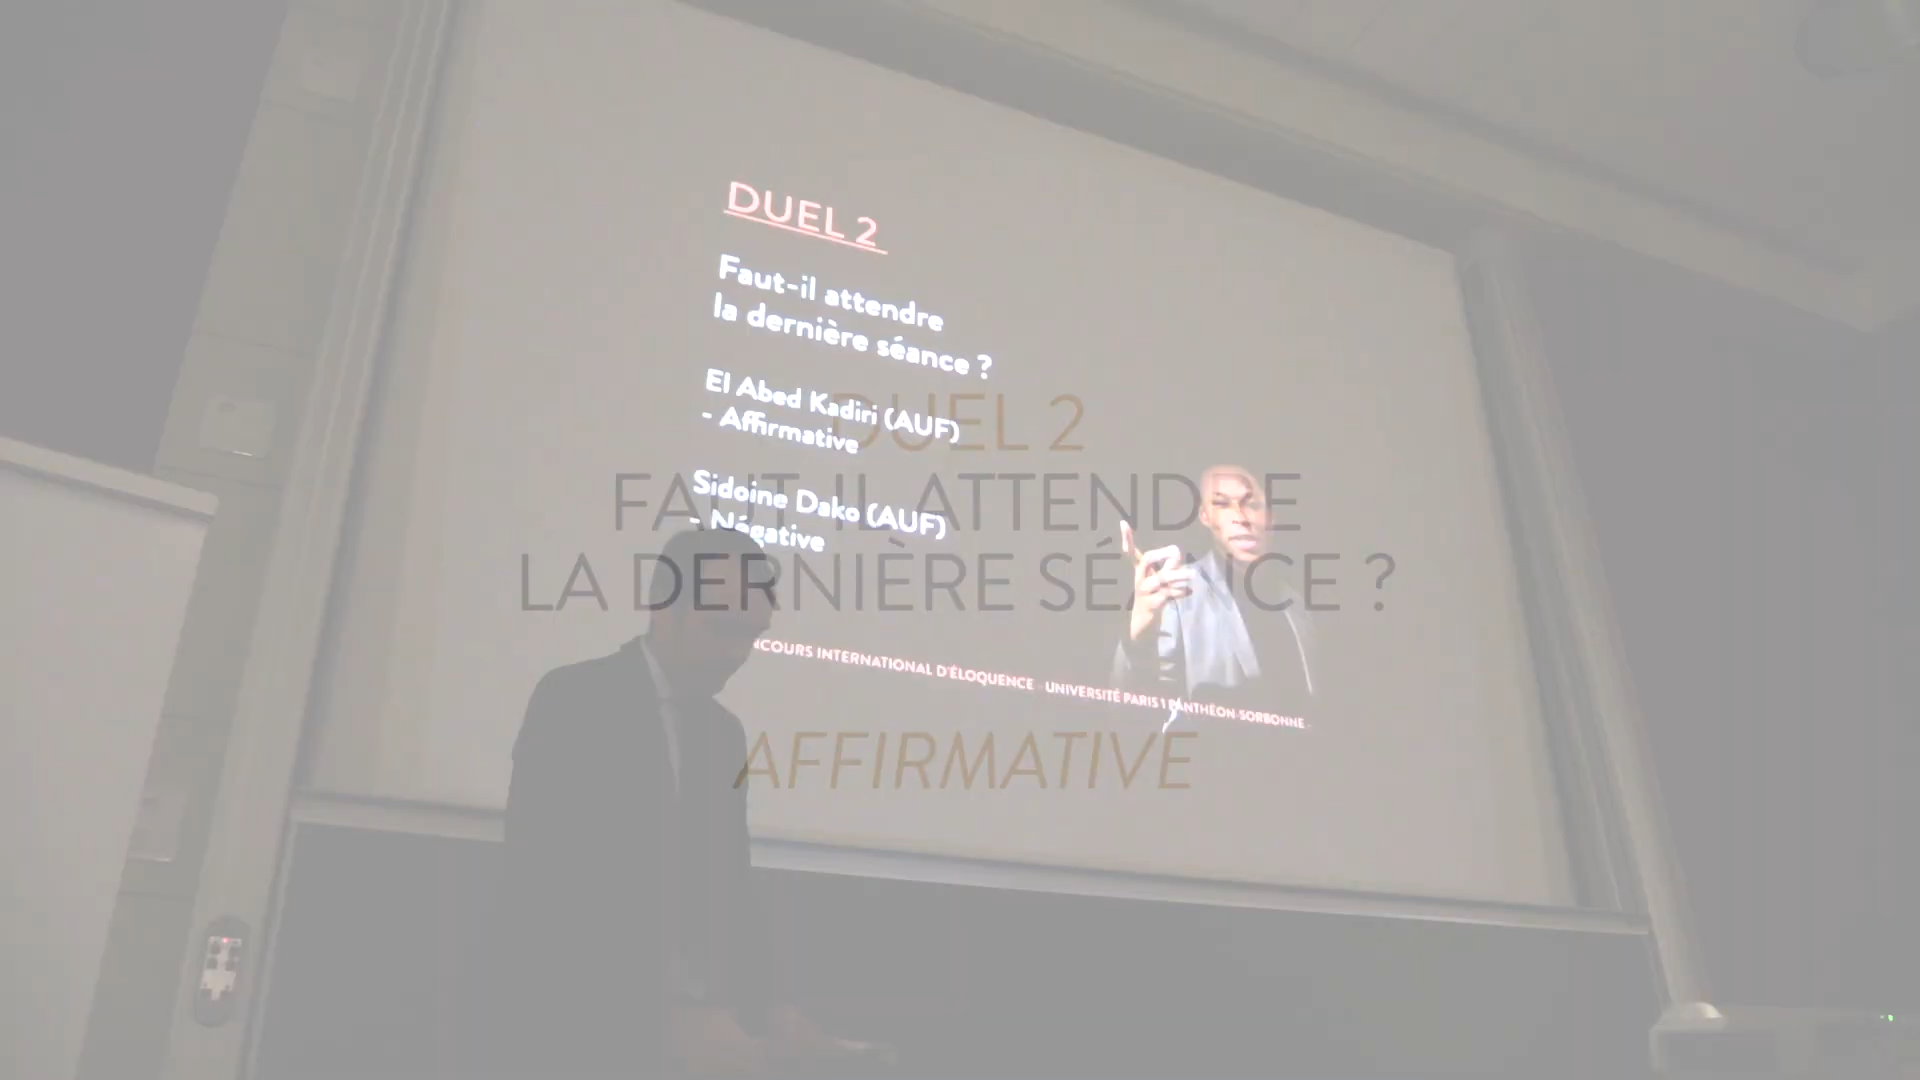 DUEL 2
Faut-il attendre
la dernière séance ?
El Abed Kadiri (AUF)
- Affirmative
Sidoine Dako (AUF)
- Négative
CONCOURS INTERNATIONAL D'ÉLOQUENCE - UNIVERSITÉ PARIS 1 PANTHÉON-SORBONNE -
DUEL 2
FAUT-IL ATTENDRE
LA DERNIÈRE SÉANCE ?
AFFIRMATIVE